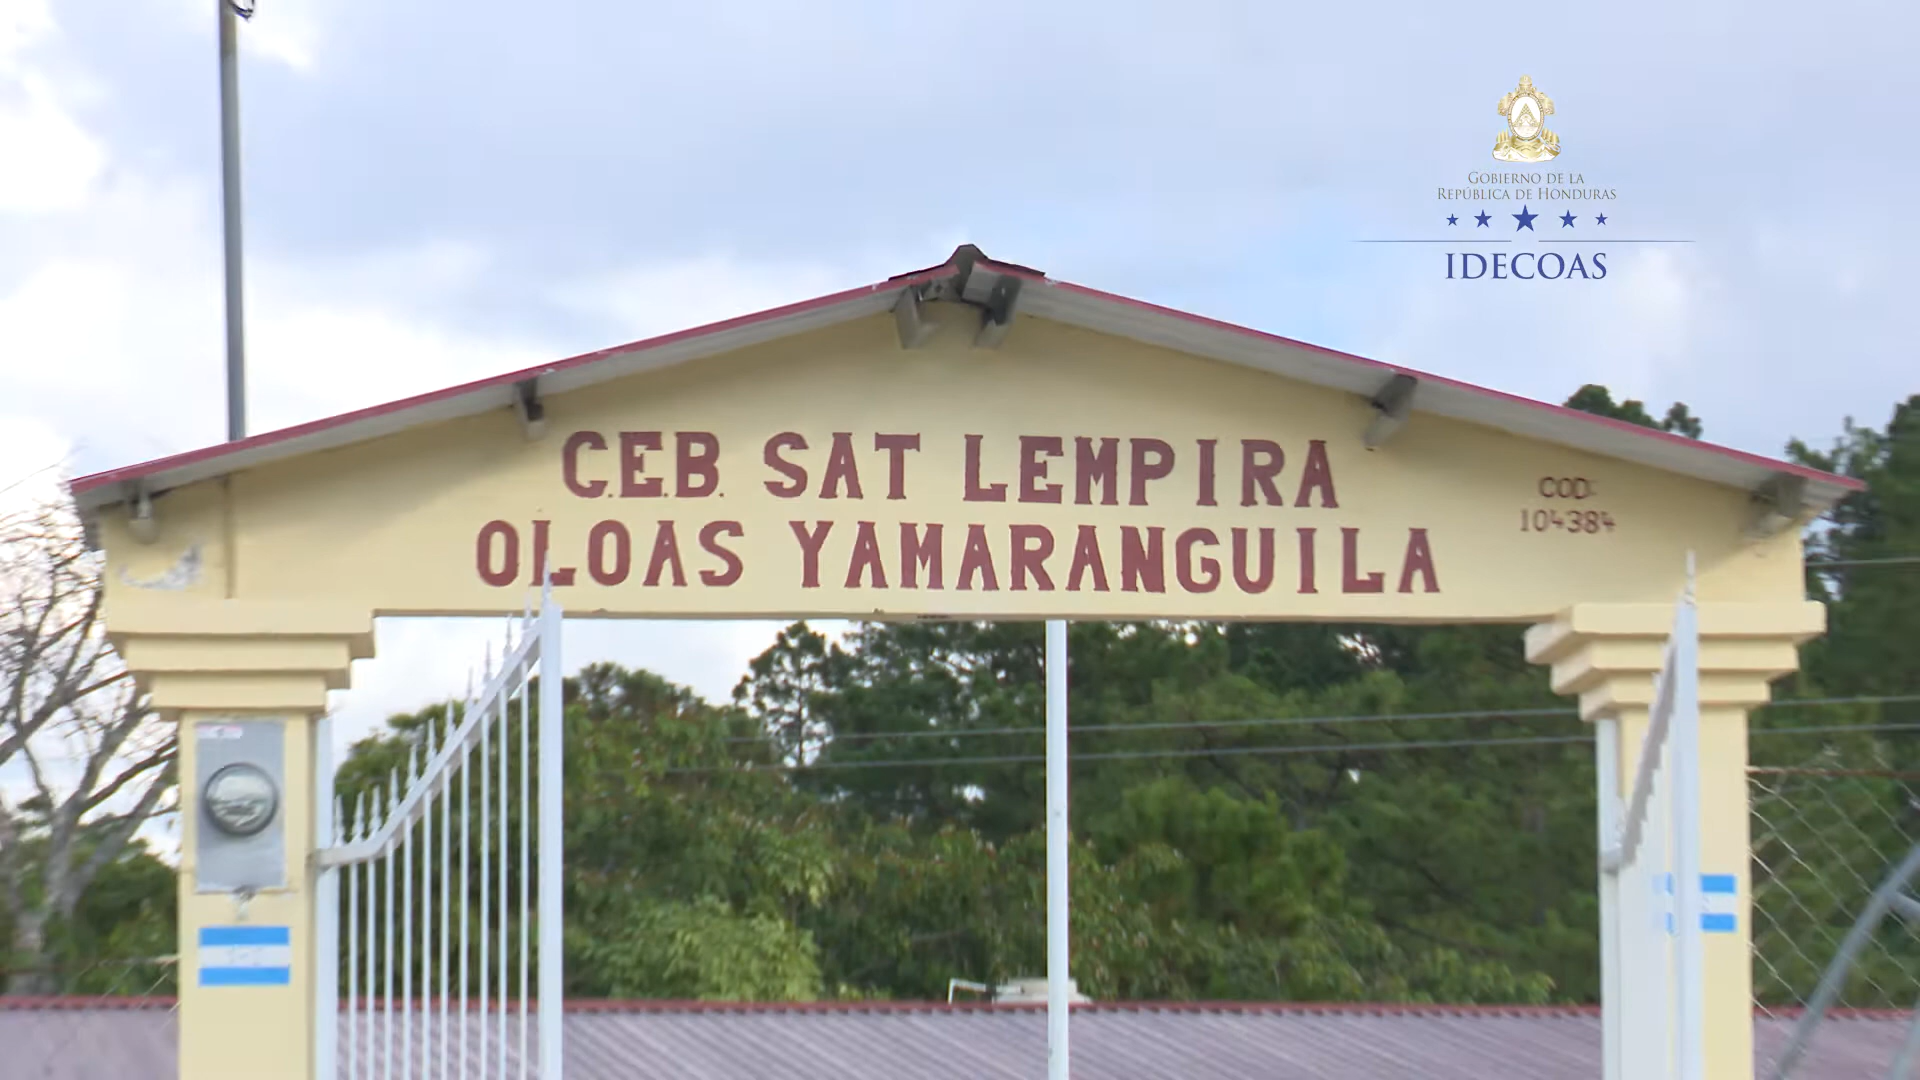 GOBIERNO DE LA
REPÚBLICA DE HONDURAS
IDECOAS
C.E.B. SAT LEMPIRA
OLOAS YAMARANGUILA
COD:
104384